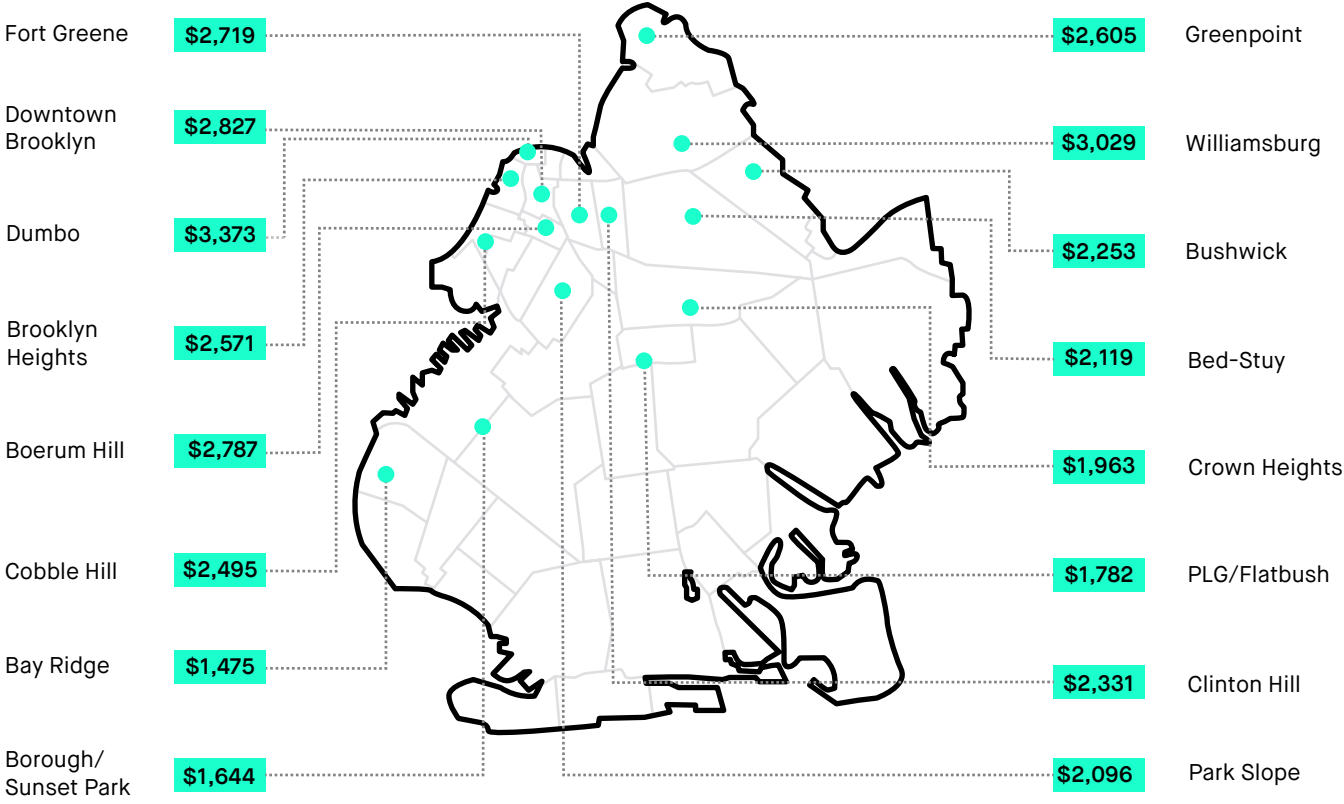 Fort Greene
$2,719
Downtown
Brooklyn
$2,827
Dumbo
$3,373
Brooklyn
Heights
$2,571
Boerum Hill
$2,787
Cobble Hill
$2,495
Bay Ridge
$1,475
Borough/
Sunset Park
$1,644
$2,605
Greenpoint
$3,029
Williamsburg
$2,253
Bushwick
$2,119
Bed-Stuy
$1,963
Crown Heights
$1,782
PLG/Flatbush
$2,331
Clinton Hill
$2,096
Park Slope